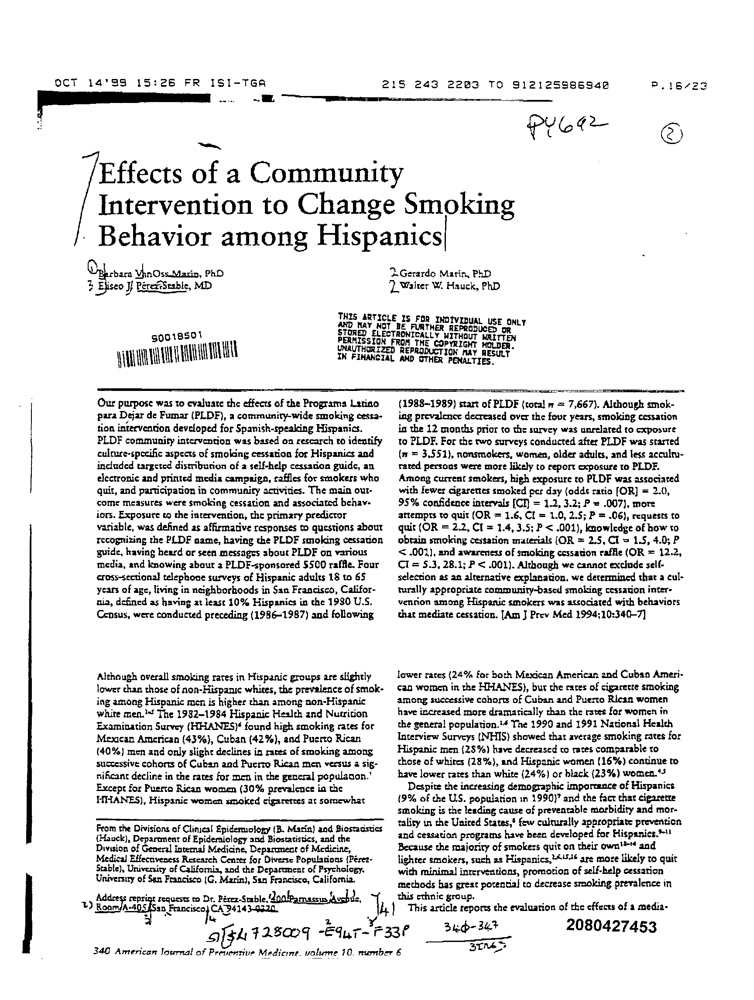 OCT 14'99 15:26 FR ISI-TGA 215 243 2203 TO 912125986940 P.16/23
PY692
2
Effects of a Community
Intervention to Change Smoking
Behavior among Hispanics
1 Barbara VanOss Marin, PhD
3 Eliseo J. Pérez-Stable, MD
2 Gerardo Marin, PhD
2 Walter W. Hauck, PhD
S0018501
THIS ARTICLE IS FOR INDIVIDUAL USE ONLY
AND MAY NOT BE FURTHER REPRODUCED OR
STORED ELECTRONICALLY WITHOUT WRITTEN
PERMISSION FROM THE COPYRIGHT HOLDER.
UNAUTHORIZED REPRODUCTION MAY RESULT
IN FINANCIAL AND OTHER PENALTIES.
Our purpose was to evaluate the effects of the Programa Latino
para Dejar de Fumar (PLDF), a community-wide smoking cessa-
tion intervention developed for Spanish-speaking Hispanics.
PLDF community intervention was based on research to identify
culture-specific aspects of smoking cessation for Hispanics and
included targeted distribution of a self-help cessation guide, an
electronic and printed media campaign, raffles for smokers who
quit, and participation in community activities. The main out-
come measures were smoking cessation and associated behav-
iors. Exposure to the intervention, the primary predictor
variable, was defined as affirmative responses to questions about
recognizing the PLDF name, having the PLDF smoking cessation
guide, having heard or seen messages about PLDF on various
media, and knowing about a PLDF-sponsored $500 raffle. Four
cross-sectional telephone surveys of Hispanic adults 18 to 65
years of age, living in neighborhoods in San Francisco, Califor-
nia, defined as having at least 10% Hispanics in the 1980 U.S.
Census, were conducted preceding (1986–1987) and following
(1988–1989) start of PLDF (total n = 7,667). Although smok-
ing prevalence decreased over the four years, smoking cessation
in the 12 months prior to the survey was unrelated to exposure
to PLDF. For the two surveys conducted after PLDF was started
(n = 3,551), nonsmokers, women, older adults, and less accultu-
rated persons were more likely to report exposure to PLDF.
Among current smokers, high exposure to PLDF was associated
with fewer cigarettes smoked per day (odds ratio [OR] = 2.0,
95% confidence intervals [CI] = 1.2, 3.2; P = .007), more
attempts to quit (OR = 1.6, CI = 1.0, 2.5; P = .06), requests to
quit (OR = 2.2, CI = 1.4, 3.5; P < .001), knowledge of how to
obtain smoking cessation materials (OR = 2.5, CI = 1.5, 4.0; P
< .001), and awareness of smoking cessation raffle (OR = 12.2,
CI = 5.3, 28.1; P < .001). Although we cannot exclude self-
selection as an alternative explanation, we determined that a cul-
turally appropriate community-based smoking cessation inter-
vention among Hispanic smokers was associated with behaviors
that mediate cessation. [Am J Prev Med 1994;10:340–7]
Although overall smoking rates in Hispanic groups are slightly
lower than those of non-Hispanic whites, the prevalence of smok-
ing among Hispanic men is higher than among non-Hispanic
white men. The 1982–1984 Hispanic Health and Nutrition
Examination Survey (HHANES) found high smoking rates for
Mexican American (43%), Cuban (42%), and Puerto Rican
(40%) men and only slight declines in rates of smoking among
successive cohorts of Cuban and Puerto Rican men versus a sig-
nificant decline in the rates for men in the general population.
Except for Puerto Rican women (30% prevalence in the
HHANES), Hispanic women smoked cigarettes at somewhat
From the Divisions of Clinical Epidemiology (B. Marín) and Biostatistics
(Hauck), Department of Epidemiology and Biostatistics, and the
Division of General Internal Medicine, Department of Medicine,
Medical Effectiveness Research Center for Diverse Populations (Pérez-
Stable), University of California, and the Department of Psychology,
University of San Francisco (G. Marín), San Francisco, California.
Address reprint requests to Dr. Pérez-Stable, 400 Parnassus Avenue,
Room A-405, San Francisco, CA 94143-0320.
lower rates (24% for both Mexican American and Cuban Ameri-
can women in the HHANES), but the rates of cigarette smoking
among successive cohorts of Cuban and Puerto Rican women
have increased more dramatically than the rates for women in
the general population. The 1990 and 1991 National Health
Interview Surveys (NHIS) showed that average smoking rates for
Hispanic men (28%) have decreased to rates comparable to
those of whites (28%), and Hispanic women (16%) continue to
have lower rates than white (24%) or black (23%) women.
Despite the increasing demographic importance of Hispanics
(9% of the U.S. population in 1990) and the fact that cigarette
smoking is the leading cause of preventable morbidity and mor-
tality in the United States, few culturally appropriate prevention
and cessation programs have been developed for Hispanics.
Because the majority of smokers quit on their own and
lighter smokers, such as Hispanics, are more likely to quit
with minimal interventions, promotion of self-help cessation
methods has great potential to decrease smoking prevalence in
this ethnic group.
This article reports the evaluation of the effects of a media-
340-347
2080427453
340 American Journal of Preventive Medicine, volume 10, number 6